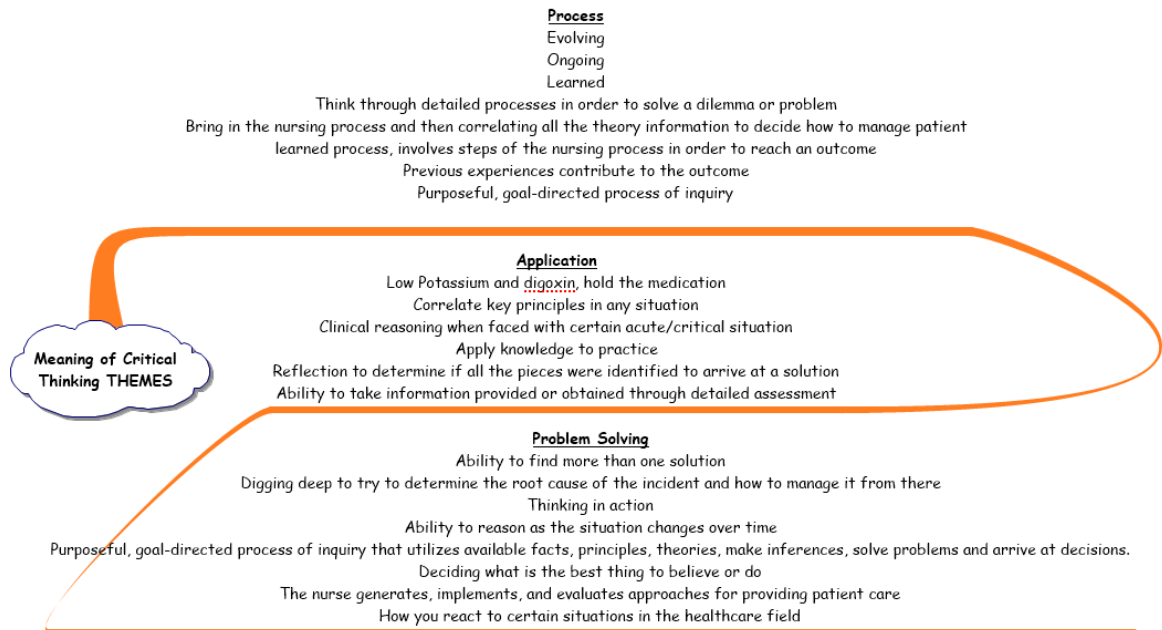 Process
Evolving
Ongoing
Learned
Think through detailed processes in order to solve a dilemma or problem
Bring in the nursing process and then correlating all the theory information to decide how to manage patient
learned process, involves steps of the nursing process in order to reach an outcome
Previous experiences contribute to the outcome
Purposeful, goal-directed process of inquiry
Application
Low Potassium and digoxin, hold the medication
Correlate key principles in any situation
Clinical reasoning when faced with certain acute/critical situation
Apply knowledge to practice
Reflection to determine if all the pieces were identified to arrive at a solution
Ability to take information provided or obtained through detailed assessment
Meaning of Critical
Thinking THEMES
Problem Solving
Ability to find more than one solution
Digging deep to try to determine the root cause of the incident and how to manage it from there
Thinking in action
Ability to reason as the situation changes over time
Purposeful, goal-directed process of inquiry that utilizes available facts, principles, theories, make inferences, solve problems and arrive at decisions.
Deciding what is the best thing to believe or do
The nurse generates, implements, and evaluates approaches for providing patient care
How you react to certain situations in the healthcare field